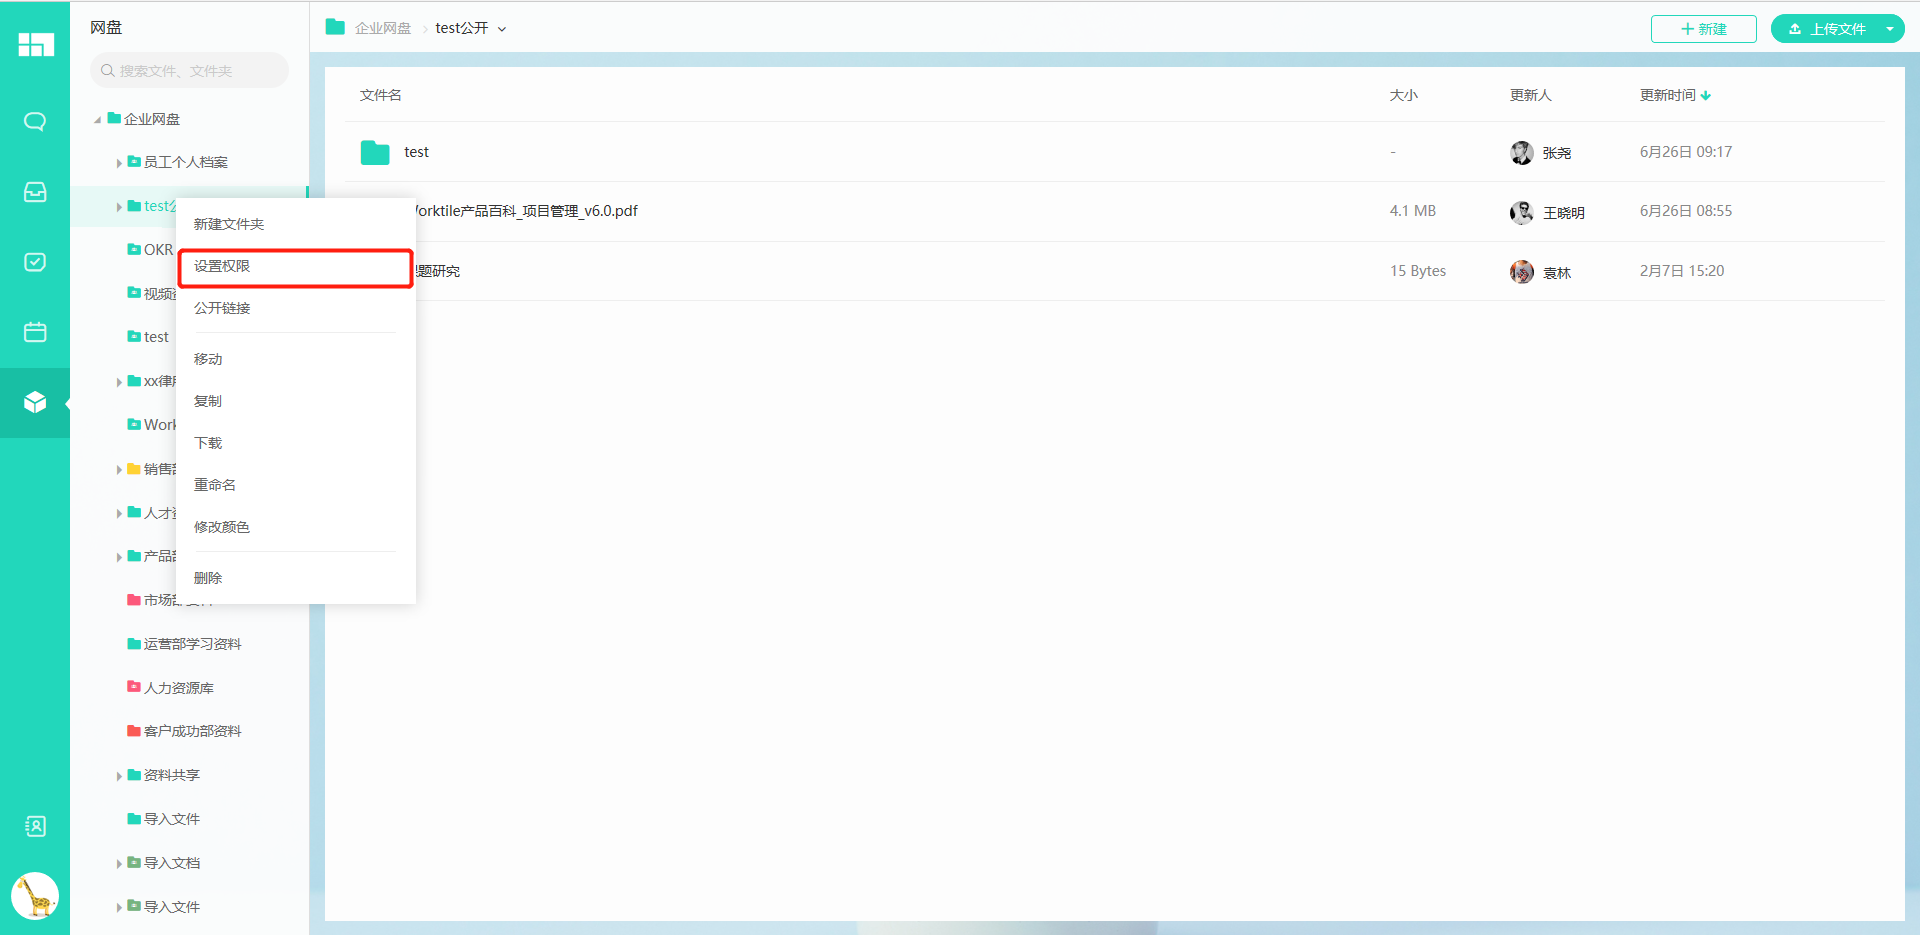 网盘
搜索文件、文件夹
企业网盘
员工个人档案
test公
OKR
视频
test
xx律
Work
销售
人才
产品
市场部
运营部学习资料
人力资源库
客户成功部资料
资料共享
导入文件
导入文档
导入文件
新建文件夹
设置权限
公开链接
移动
复制
下载
重命名
修改颜色
删除
企业网盘 > test公开
+ 新建
上传文件
文件名 大小 更新人 更新时间
test - 张尧 6月26日 09:17
orktile产品百科_项目管理_v6.0.pdf 4.1 MB 王晓明 6月26日 08:55
题研究 15 Bytes 袁林 2月7日 15:20